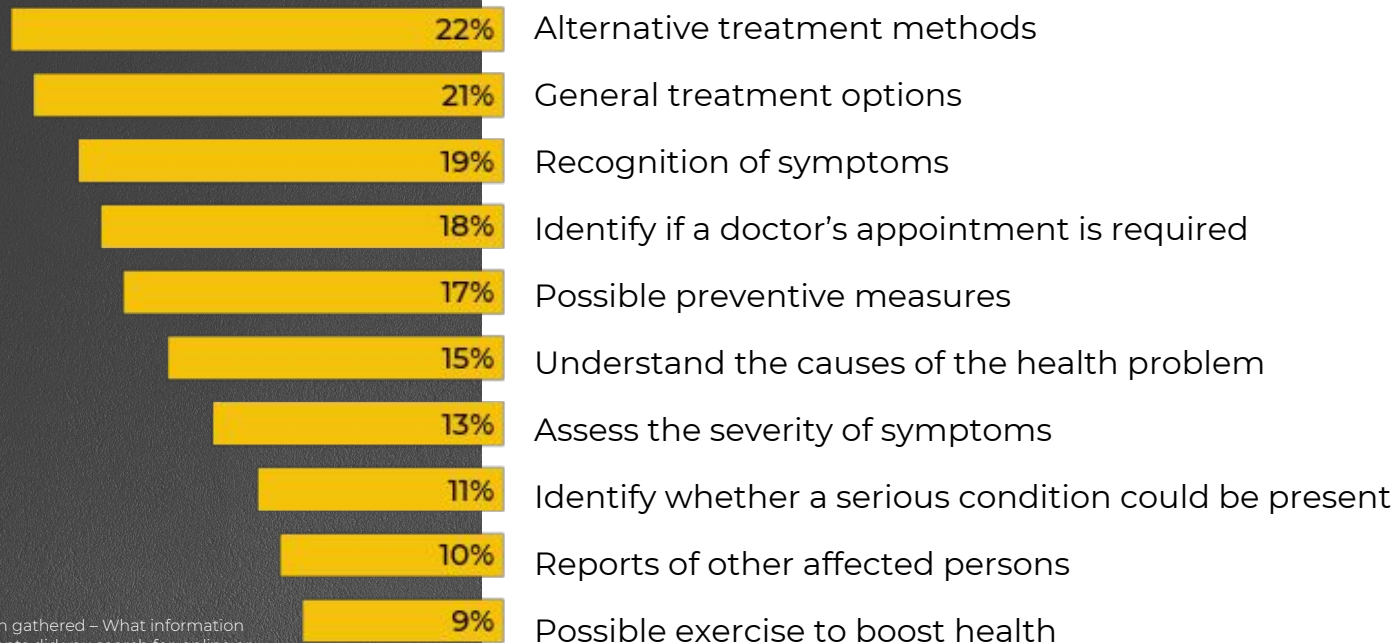 22% Alternative treatment methods
21% General treatment options
19% Recognition of symptoms
18% Identify if a doctor’s appointment is required
17% Possible preventive measures
15% Understand the causes of the health problem
13% Assess the severity of symptoms
11% Identify whether a serious condition could be present
10% Reports of other affected persons
9% Possible exercise to boost health
gathered – What information